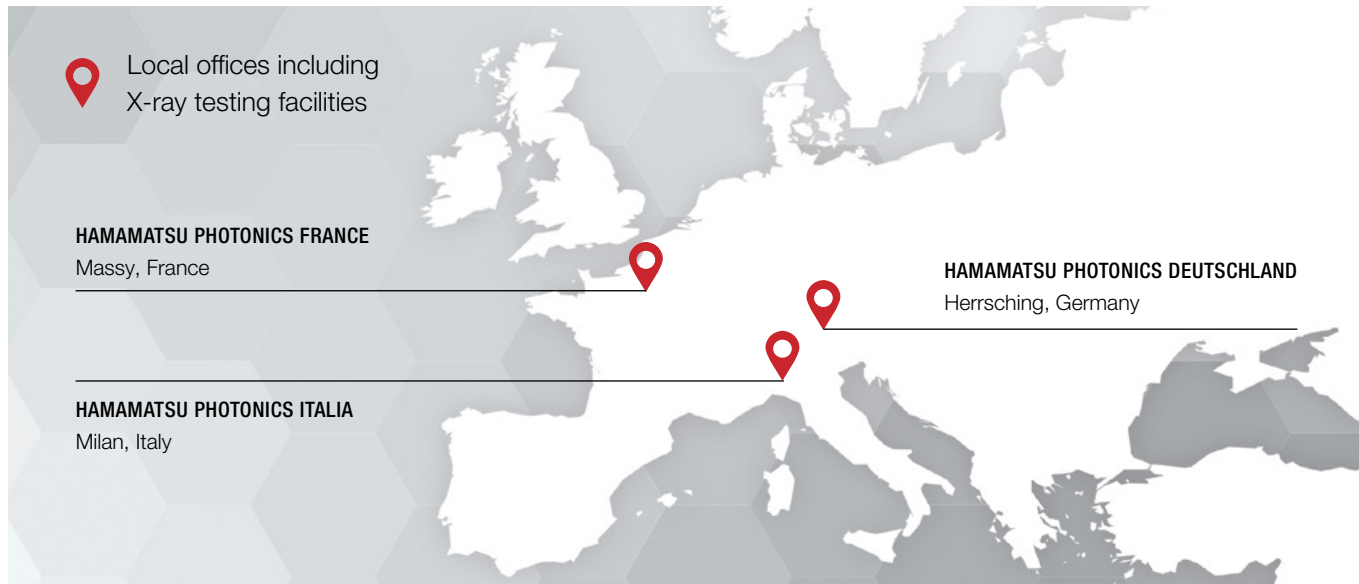 Local offices including
X-ray testing facilities
HAMAMATSU PHOTONICS FRANCE
Massy, France
HAMAMATSU PHOTONICS DEUTSCHLAND
Herrsching, Germany
HAMAMATSU PHOTONICS ITALIA
Milan, Italy